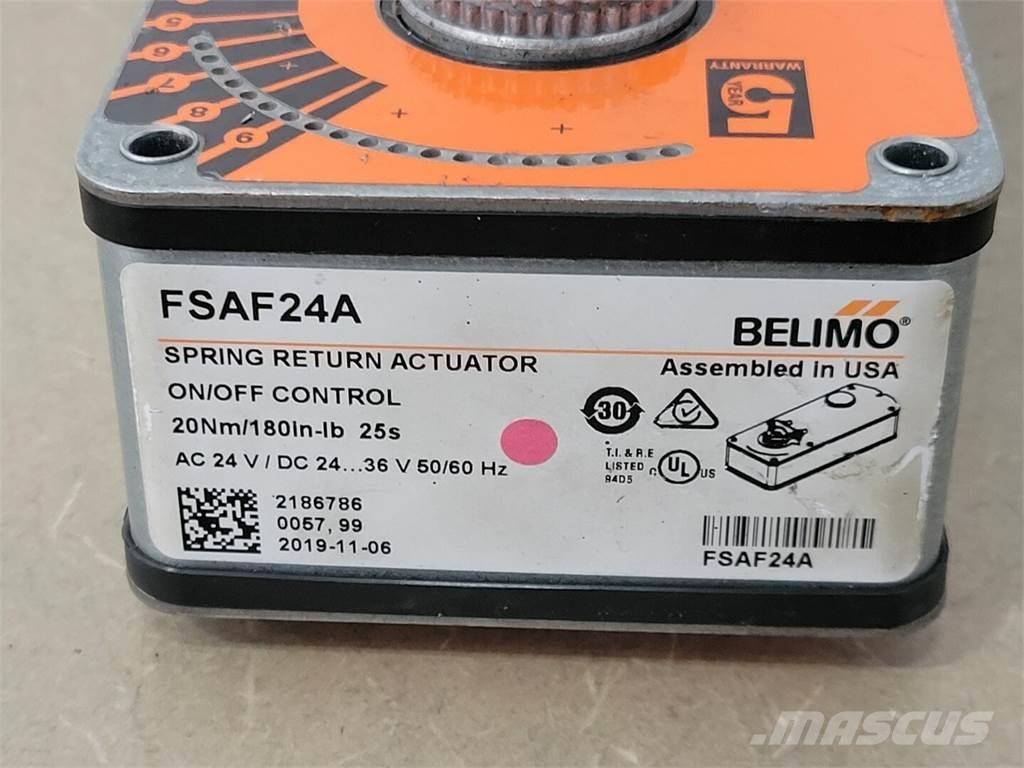 5
6
7
8
9
5
YEAR
WARRANTY
FSAF24A
BELIMO®
SPRING RETURN ACTUATOR
Assembled in USA
ON/OFF CONTROL
20Nm/180in-lb 25s
AC 24 V / DC 24...36 V 50/60 Hz
30
T.I. & R.E
LISTED
94D5
C UL US
2186786
0057, 99
2019-11-06
FSAF24A
MASCUS